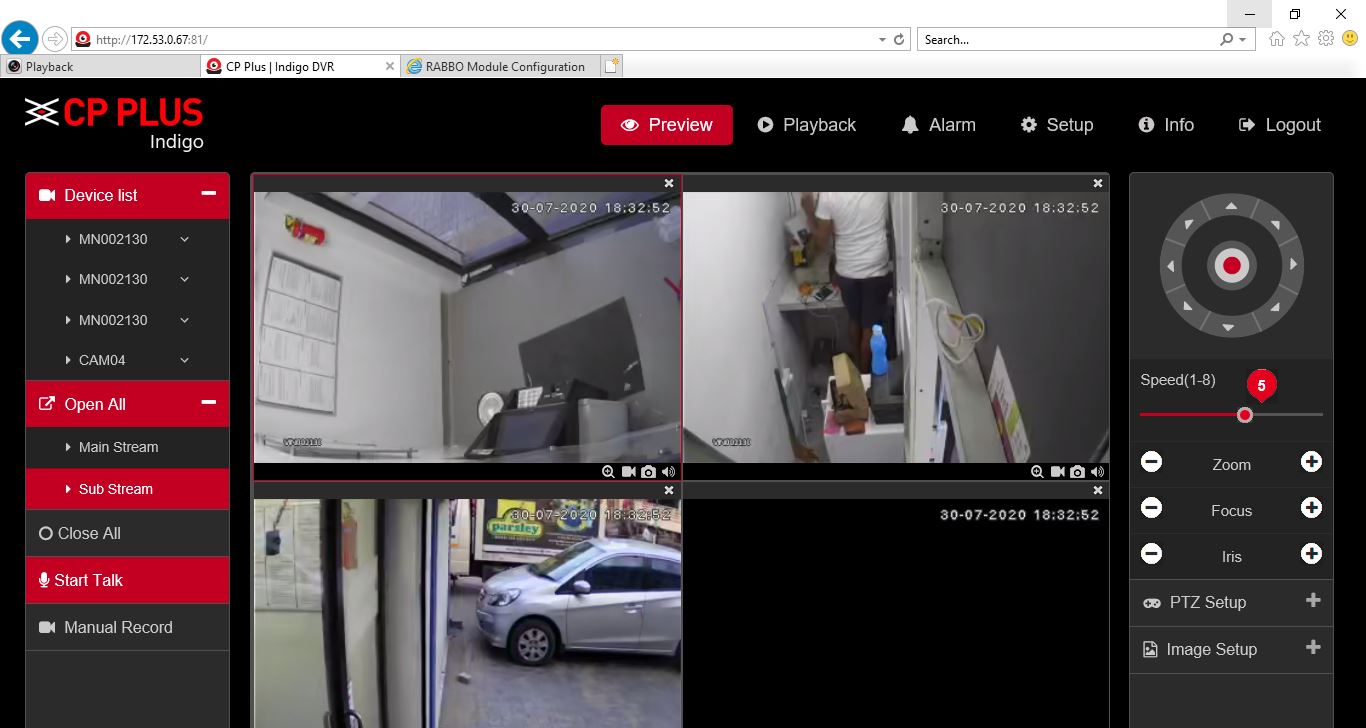 http://172.53.0.67:81/
Search...
Playback
CP Plus | Indigo DVR
RABBO Module Configuration
CP PLUS
Indigo
Preview
Playback
Alarm
Setup
Info
Logout
Device list
MN002130
MN002130
MN002130
CAM04
Open All
Main Stream
Sub Stream
Close All
Start Talk
Manual Record
30-07-2020 18:32:52
30-07-2020 18:32:52
30-07-2020 18:32:52
parsley
30-07-2020 18:32:52
Speed(1-8)
5
Zoom
Focus
Iris
PTZ Setup
Image Setup